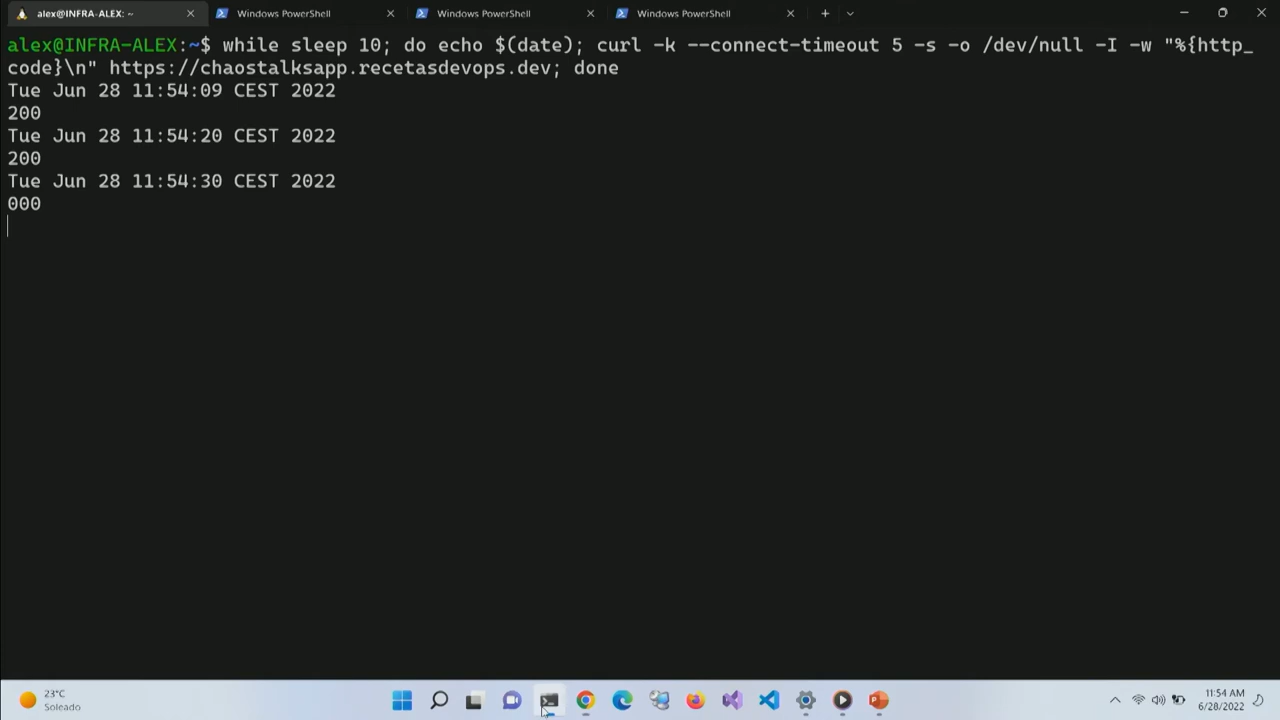 alex@INFRA-ALEX: ~
Windows PowerShell
Windows PowerShell
Windows PowerShell
alex@INFRA-ALEX:~$ while sleep 10; do echo $(date); curl -k --connect-timeout 5 -s -o /dev/null -I -w "%{http_
code}\n" https://chaostalksapp.recetasdevops.dev; done
Tue Jun 28 11:54:09 CEST 2022
200
Tue Jun 28 11:54:20 CEST 2022
200
Tue Jun 28 11:54:30 CEST 2022
000
23°C
Soleado
11:54 AM
6/28/2022